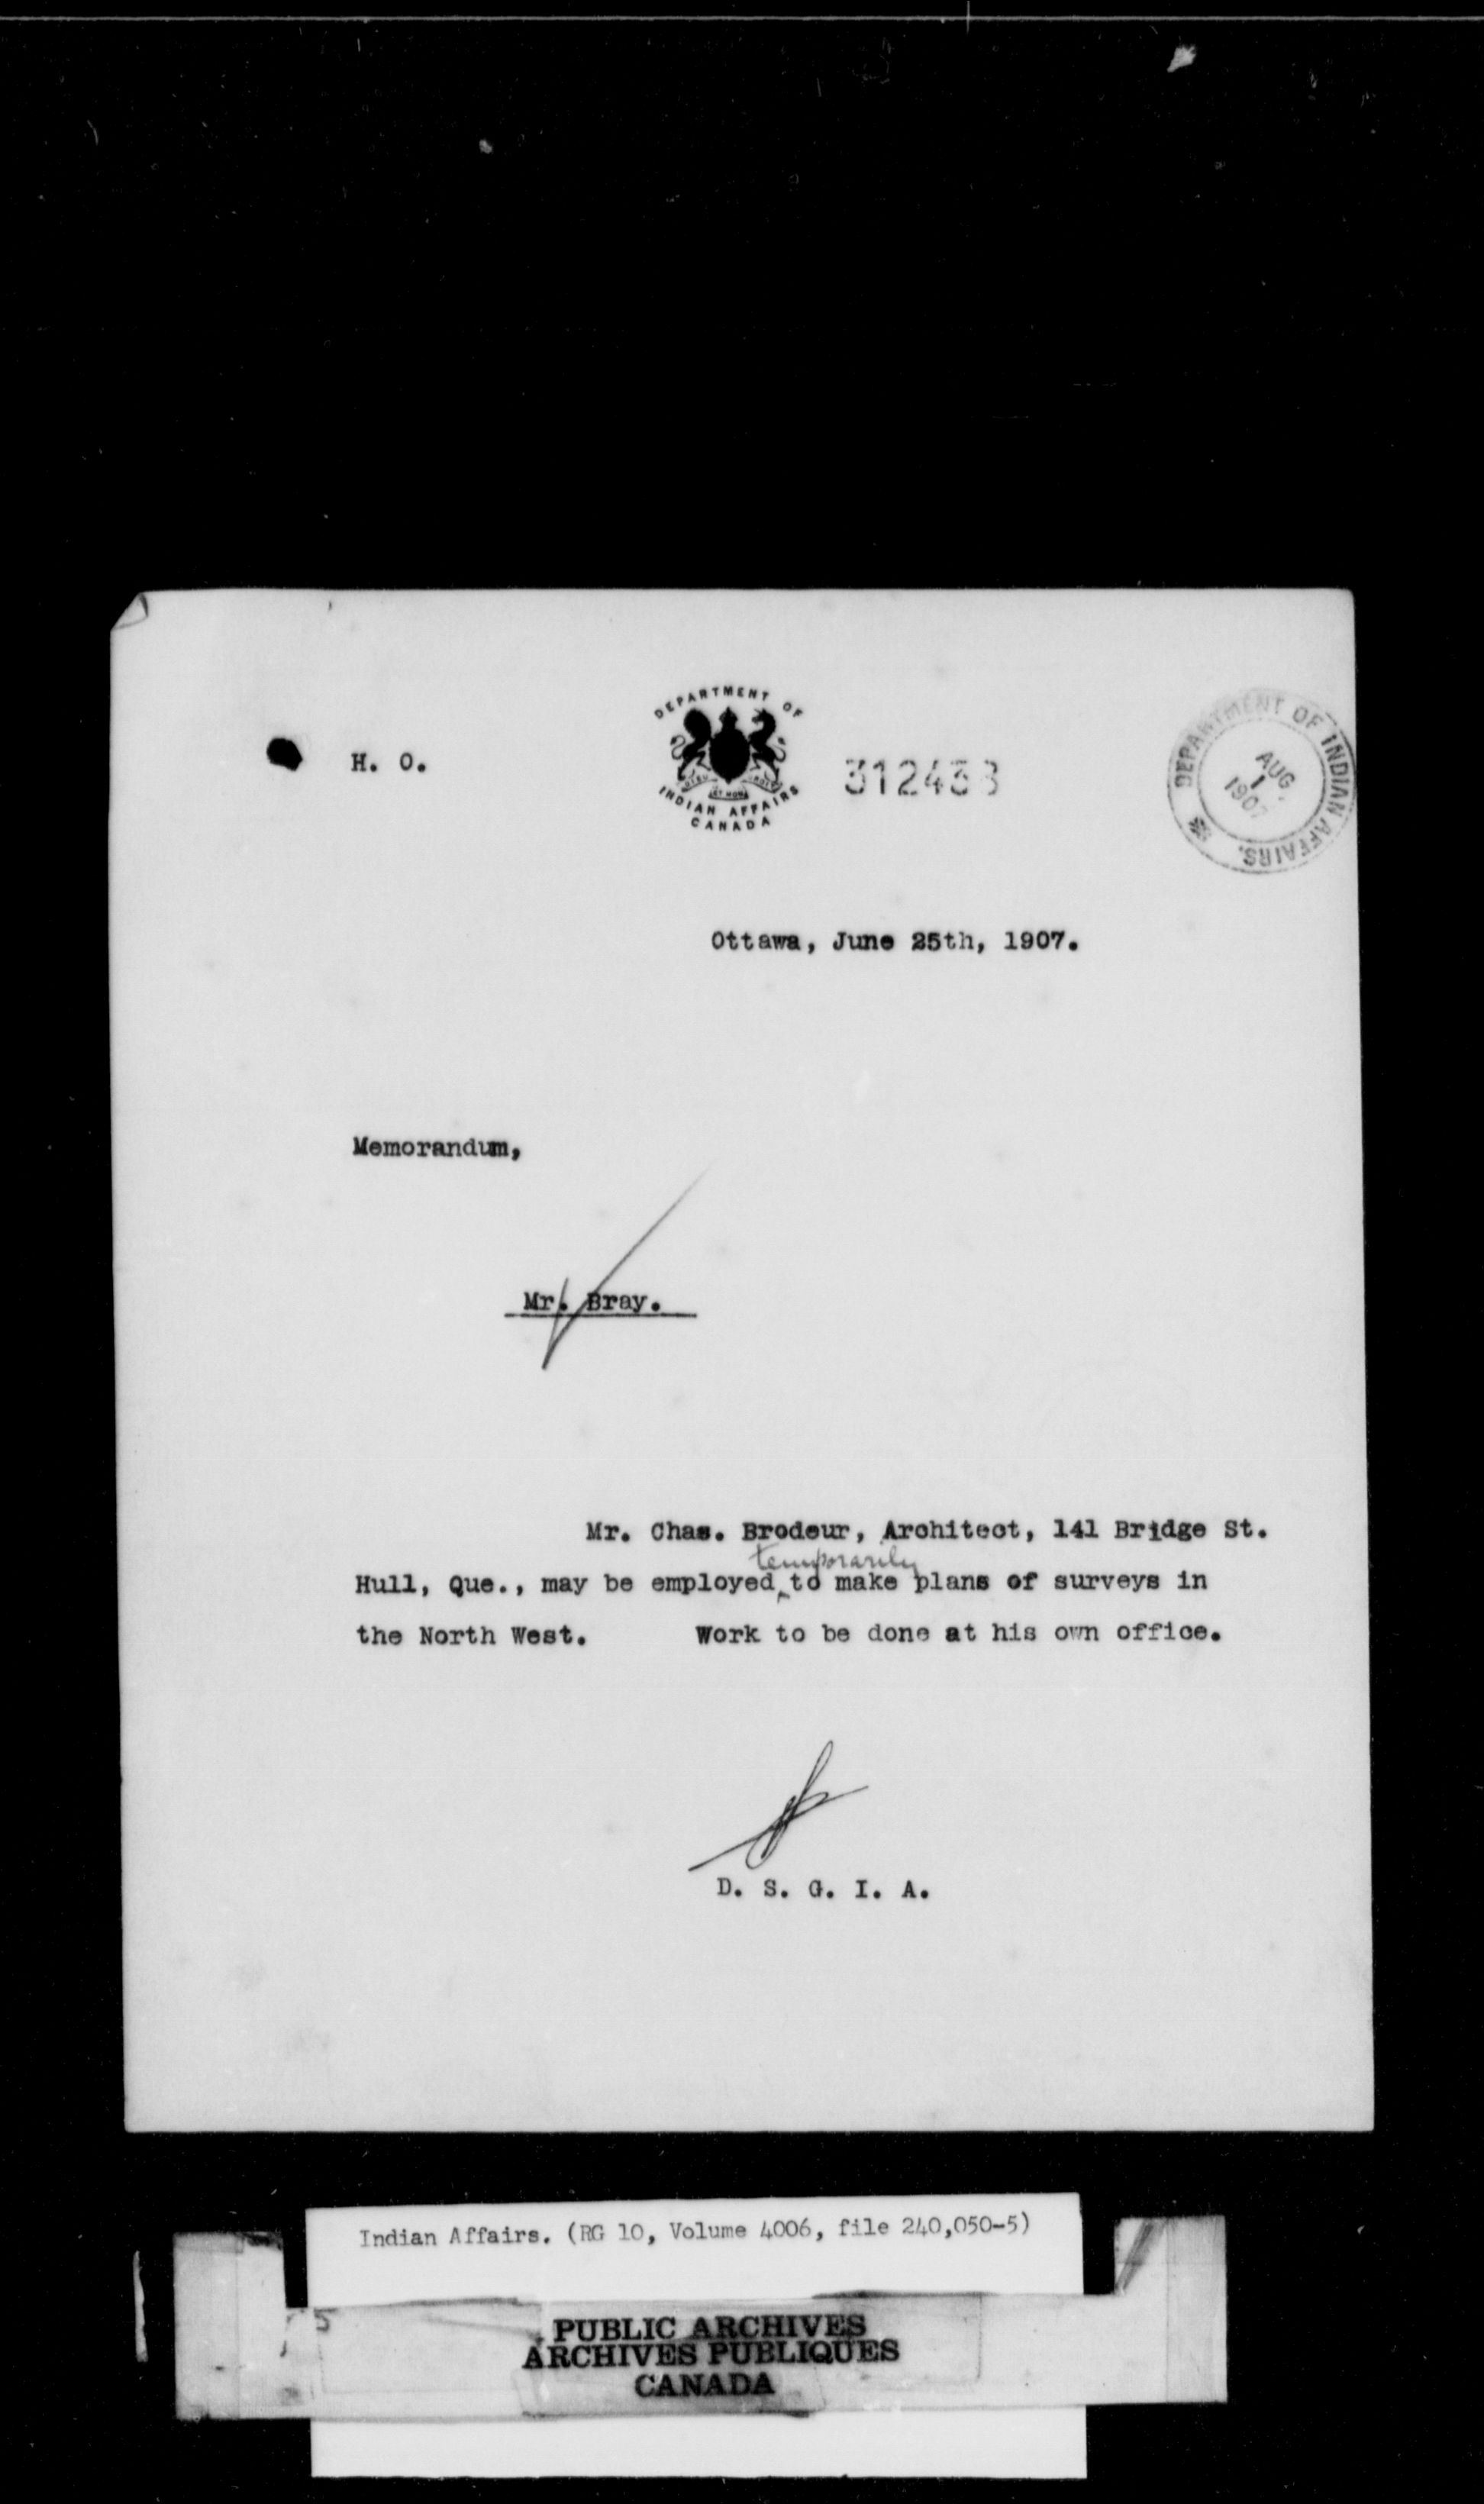 H. O.
DEPARTMENT OF
INDIAN AFFAIRS
CANADA
DEPARTMENT OF INDIAN AFFAIRS.
AUG
1
1907
Ottawa, June 25th, 1907.
Memorandum,
Mr. Bray.
Mr. Chas. Brodeur, Architect, 141 Bridge St.
temporarily
Hull, Que., may be employed to make plans of surveys in
the North West. Work to be done at his own office.
D. S. G. I. A.
Indian Affairs. (RG 10, Volume 4006, file 240,050-5)
PUBLIC ARCHIVES
ARCHIVES PUBLIQUES
CANADA